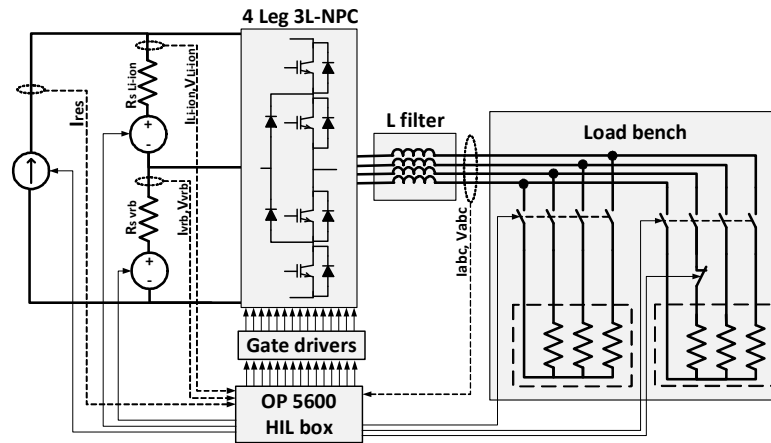 4 Leg 3L-NPC
Rs Li-ion
ILi-ion,VLi-ion
Ires
+
-
L filter
Load bench
Rs vrb
Ivrb, Vvrb
+
-
Iabc, Vabc
Gate drivers
OP 5600
HIL box